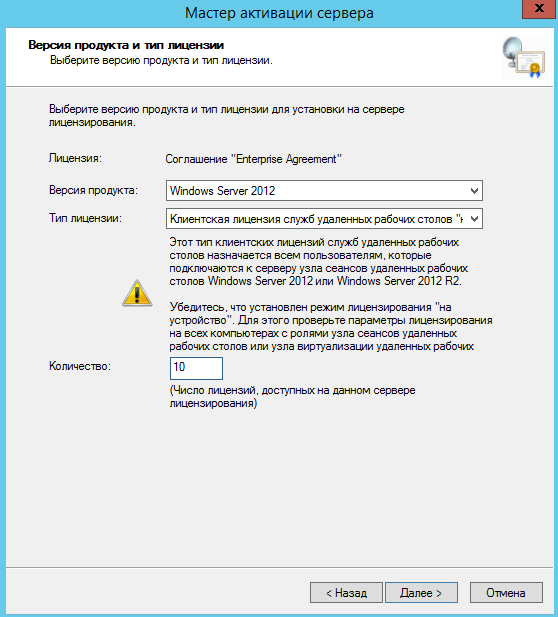 Мастер активации сервера
x
Версия продукта и тип лицензии
Выберите версию продукта и тип лицензии.
Выберите версию продукта и тип лицензии для установки на сервере
лицензирования.
Лицензия: Соглашение "Enterprise Agreement"
Версия продукта: Windows Server 2012
Тип лицензии: Клиентская лицензия служб удаленных рабочих столов "н
Этот тип клиентских лицензий служб удаленных рабочих
столов назначается всем пользователям, которые
подключаются к серверу узла сеансов удаленных рабочих
столов Windows Server 2012 или Windows Server 2012 R2.
Убедитесь, что установлен режим лицензирования "на
устройство". Для этого проверьте параметры лицензирования
на всех компьютерах с ролями узла сеансов удаленных
рабочих столов или узла виртуализации удаленных рабочих
Количество: 10
(Число лицензий, доступных на данном сервере
лицензирования)
< Назад Далее > Отмена